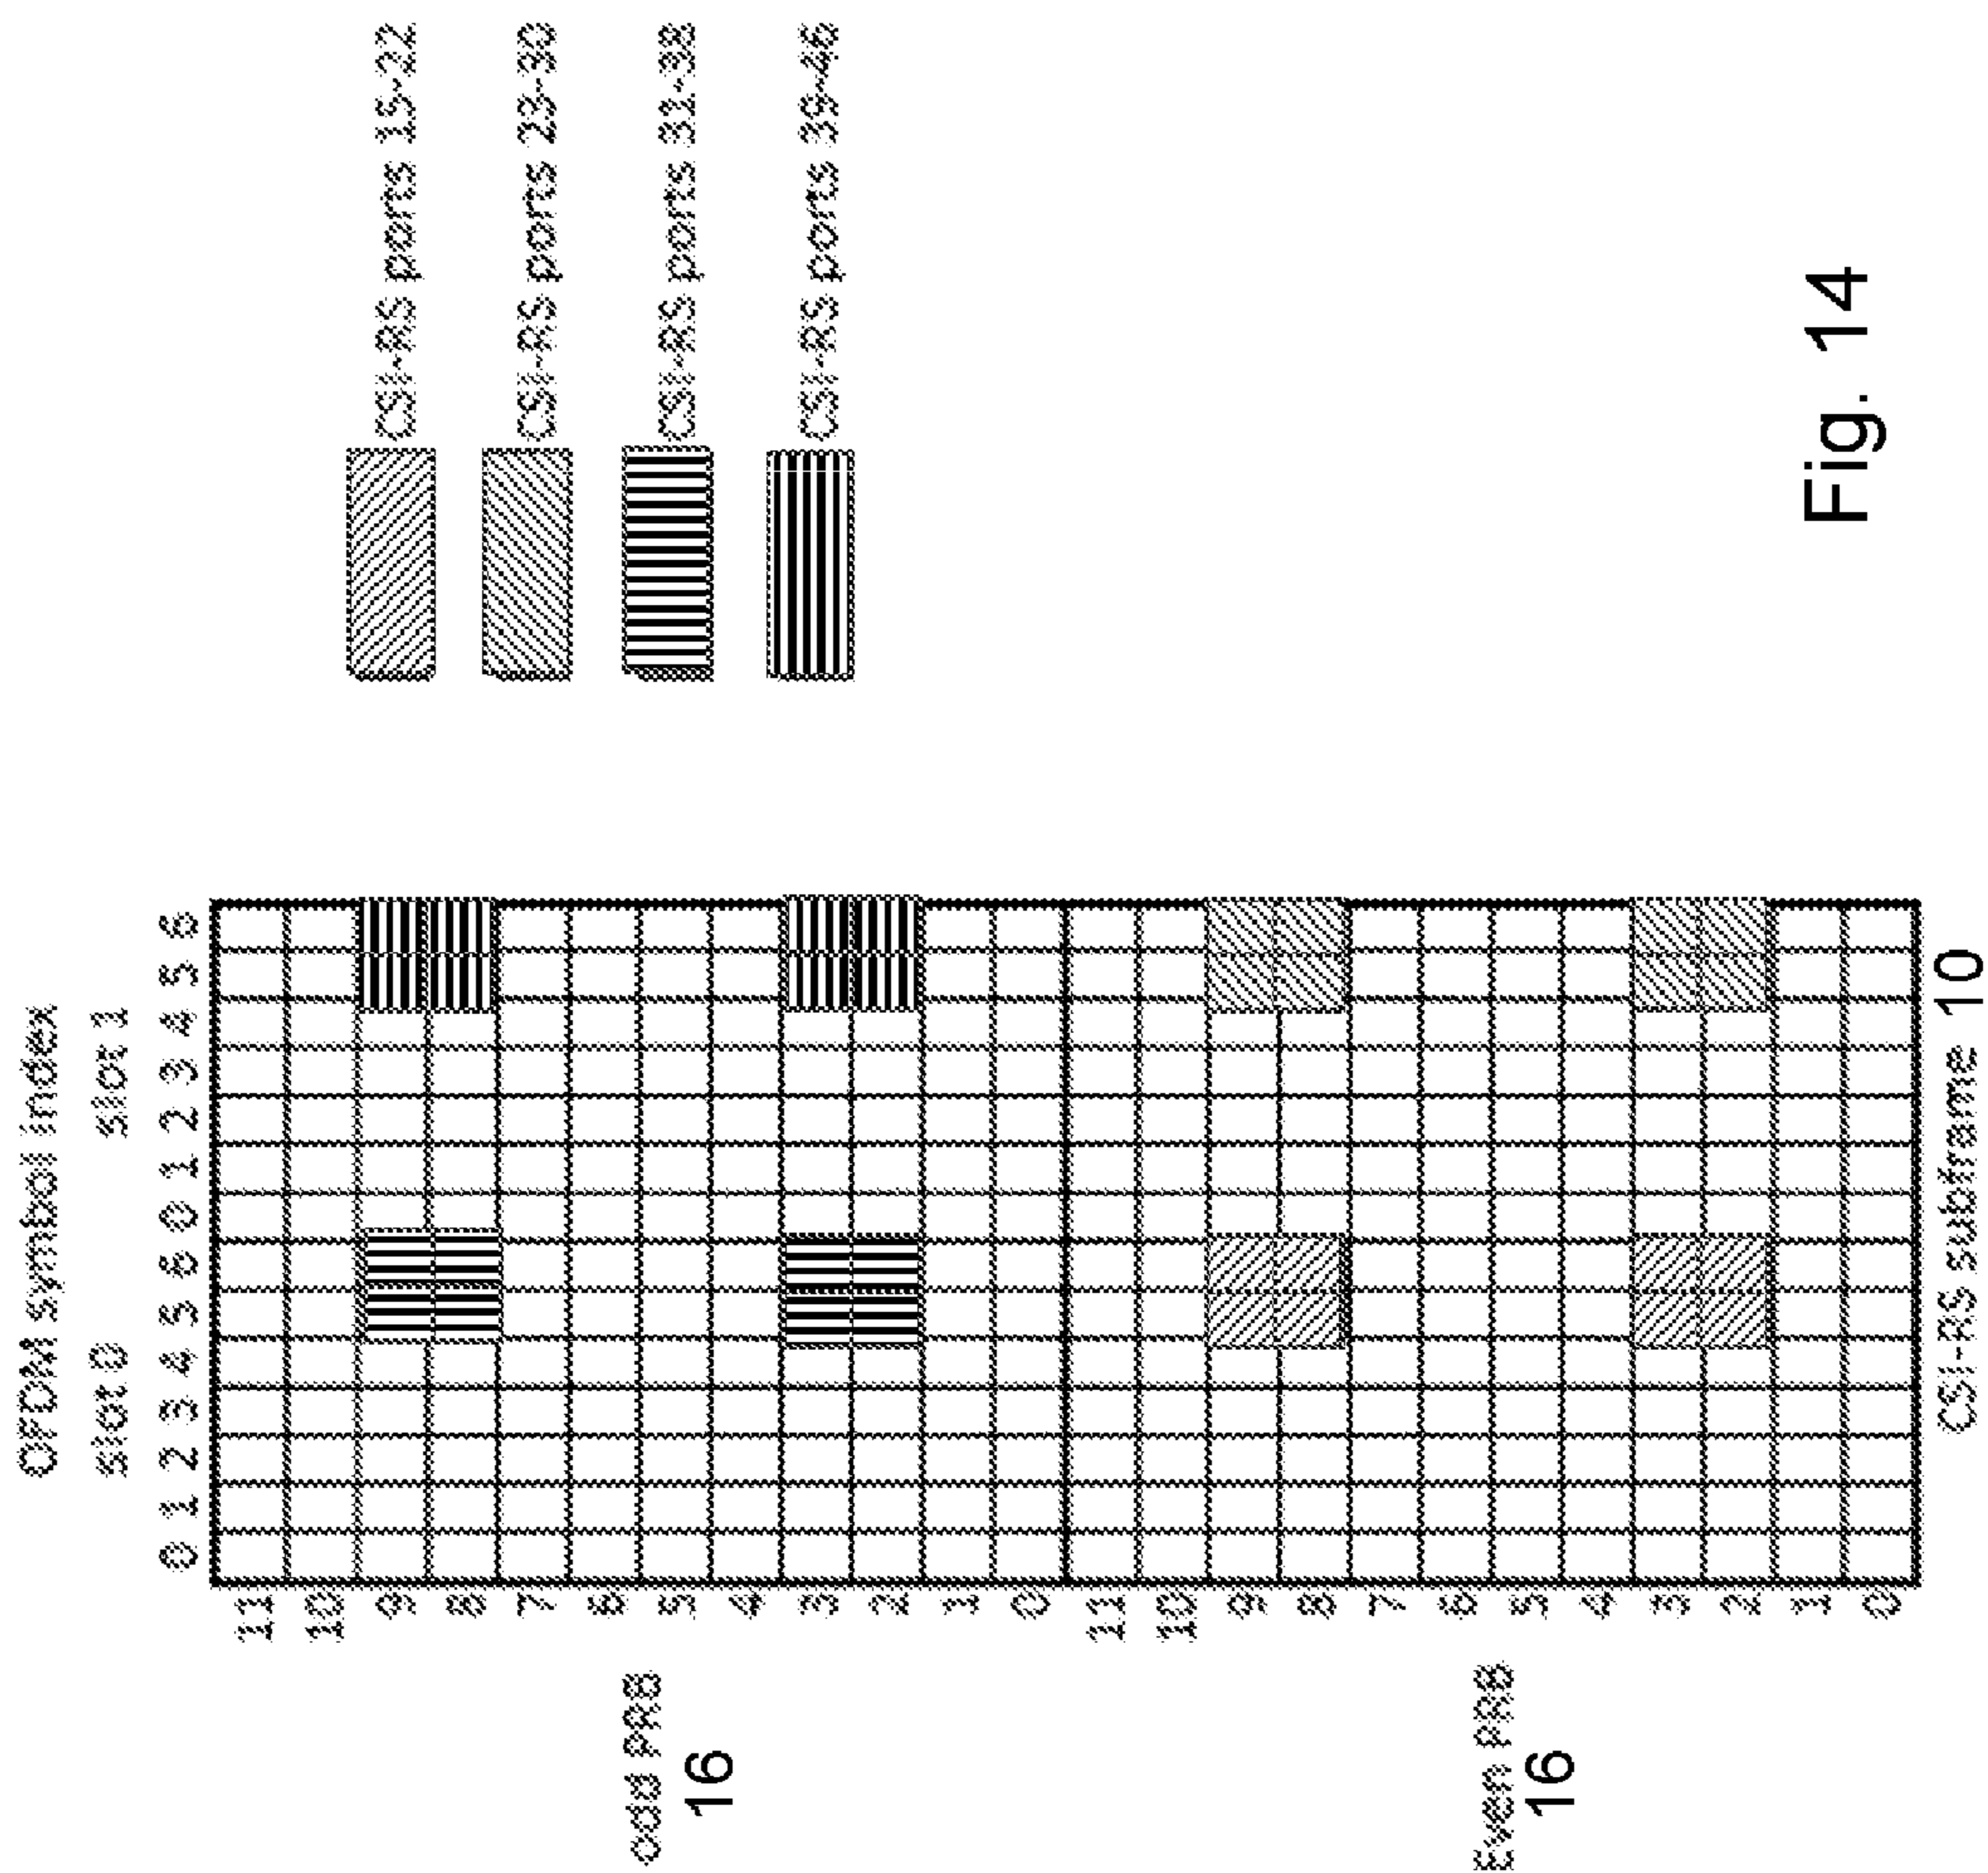 OFDM symbol index
slot 0 slot 1
0 1 2 3 4 5 6 0 1 2 3 4 5 6
11
10
9
8
7
6
5
4
3
2
1
0
odd PRB
16
11
10
9
8
7
6
5
4
3
2
1
0
Even PRB
16
CSI-RS subframe 10
CSI-RS ports 15-22
CSI-RS ports 23-30
CSI-RS ports 31-38
CSI-RS ports 39-46
Fig. 14